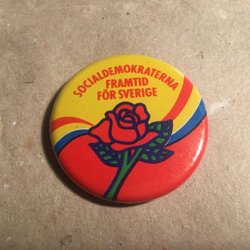 SOCIALDEMOKRATERNA
FRAMTID
FÖR SVERIGE